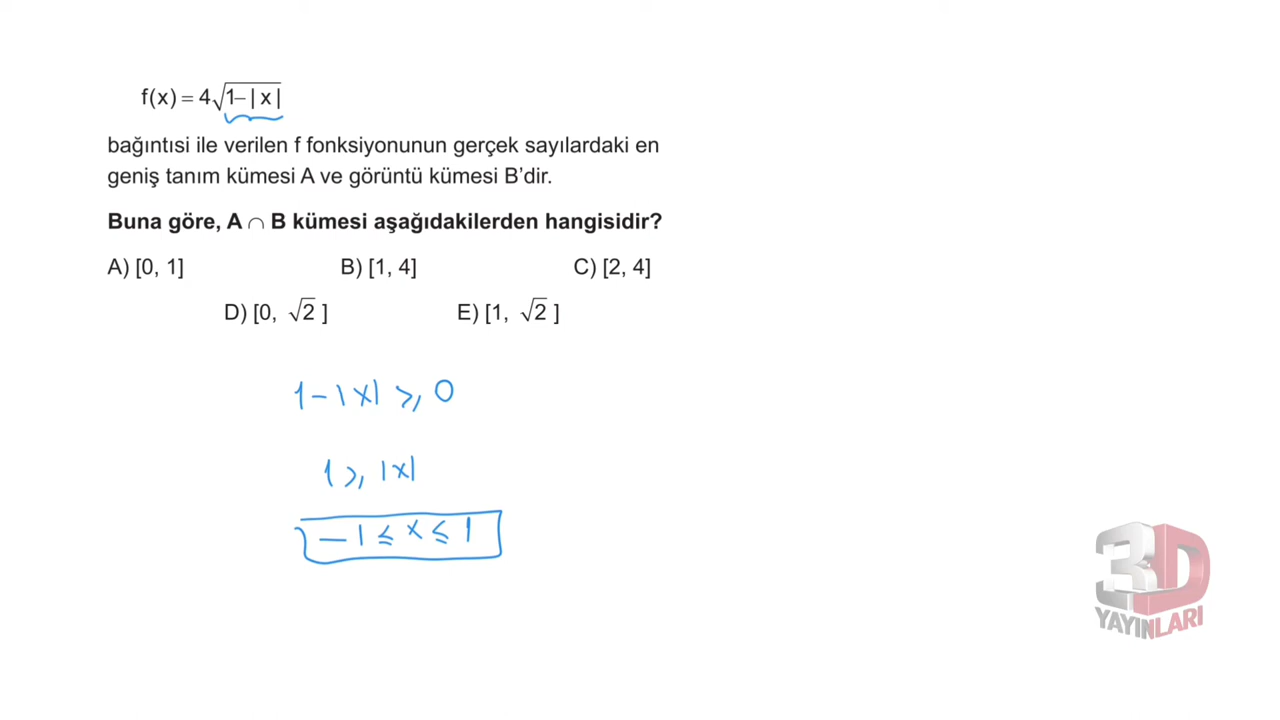 f(x) = 4√1–|x|
bağıntısi ile verilen f fonksiyonunun gerçek sayılardaki en
geniş tanım kümesi A ve görüntü kümesi B'dir.
Buna göre, A ∩ B kümesi aşağıdakilerden hangisidir?
A) [0, 1] B) [1, 4] C) [2, 4]
D) [0, √2 ] E) [1, √2 ]
1 – |x| ≥ 0
1 ≥ |x|
–1 ≤ x ≤ 1
3D
YAYINLARI